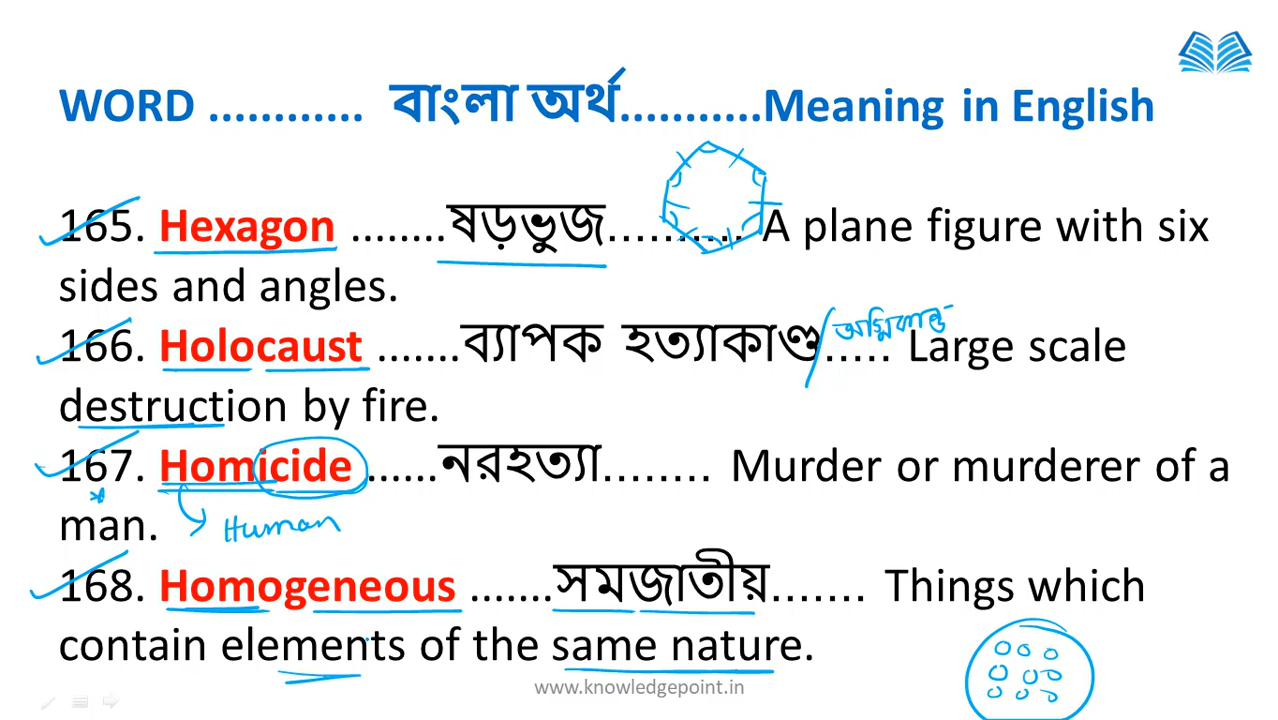 WORD ............ বাংলা অর্থ...........Meaning in English
165. Hexagon ........ষড়ভুজ........... A plane figure with six
sides and angles.
166. Holocaust .......ব্যাপক হত্যাকাণ্ড/অগ্নিকান্ড..... Large scale
destruction by fire.
167. Homicide ......নরহত্যা........ Murder or murderer of a
man.
Human
168. Homogeneous .......সমজাতীয়....... Things which
contain elements of the same nature.
www.knowledgepoint.in